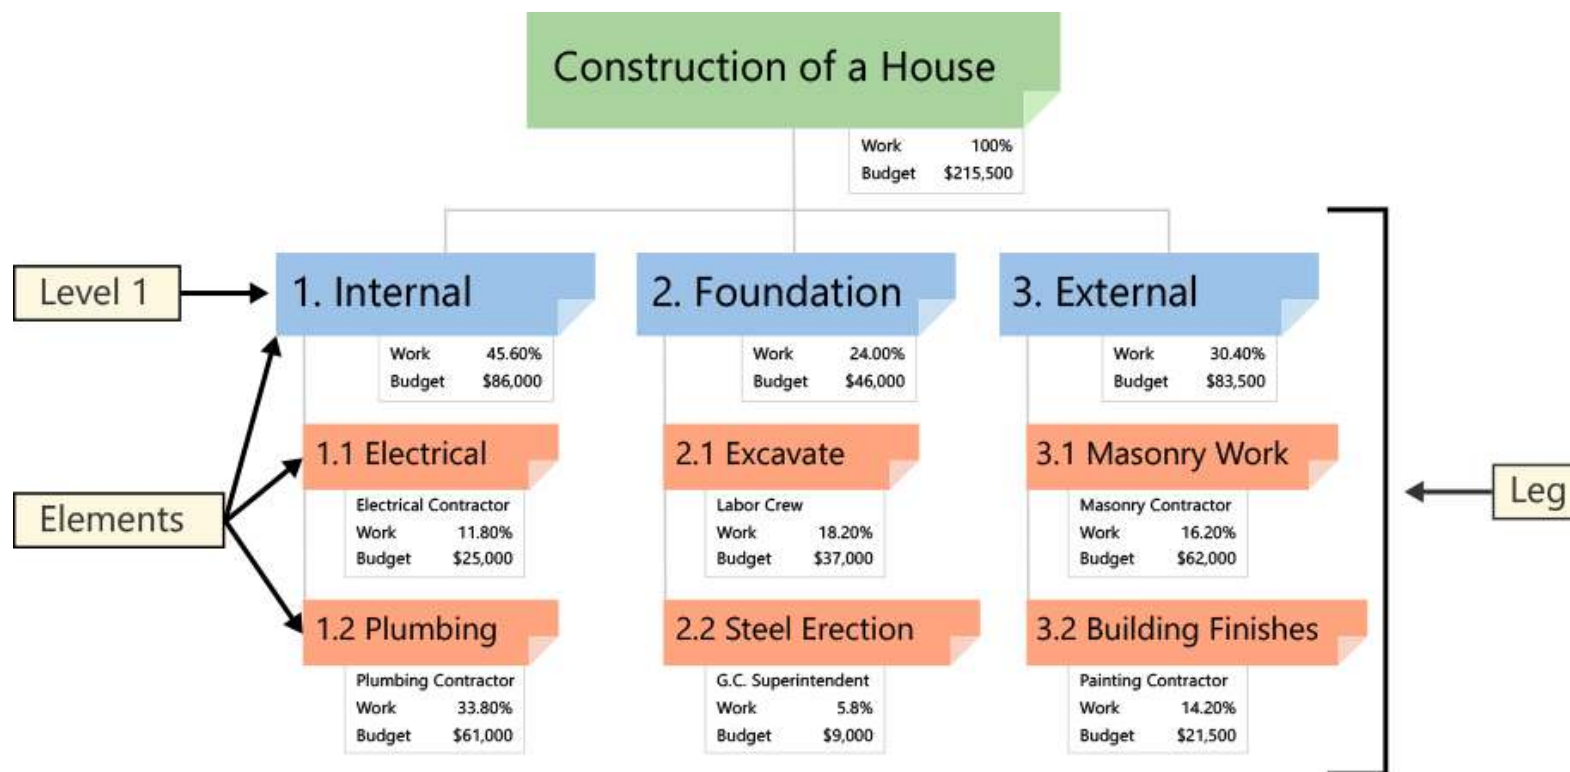 Construction of a House
Work 100%
Budget $215,500
Level 1
1. Internal
2. Foundation
3. External
Work 45.60%
Budget $86,000
Work 24.00%
Budget $46,000
Work 30.40%
Budget $83,500
Elements
1.1 Electrical
2.1 Excavate
3.1 Masonry Work
Leg
Electrical Contractor
Work 11.80%
Budget $25,000
Labor Crew
Work 18.20%
Budget $37,000
Masonry Contractor
Work 16.20%
Budget $62,000
1.2 Plumbing
2.2 Steel Erection
3.2 Building Finishes
Plumbing Contractor
Work 33.80%
Budget $61,000
G.C. Superintendent
Work 5.8%
Budget $9,000
Painting Contractor
Work 14.20%
Budget $21,500